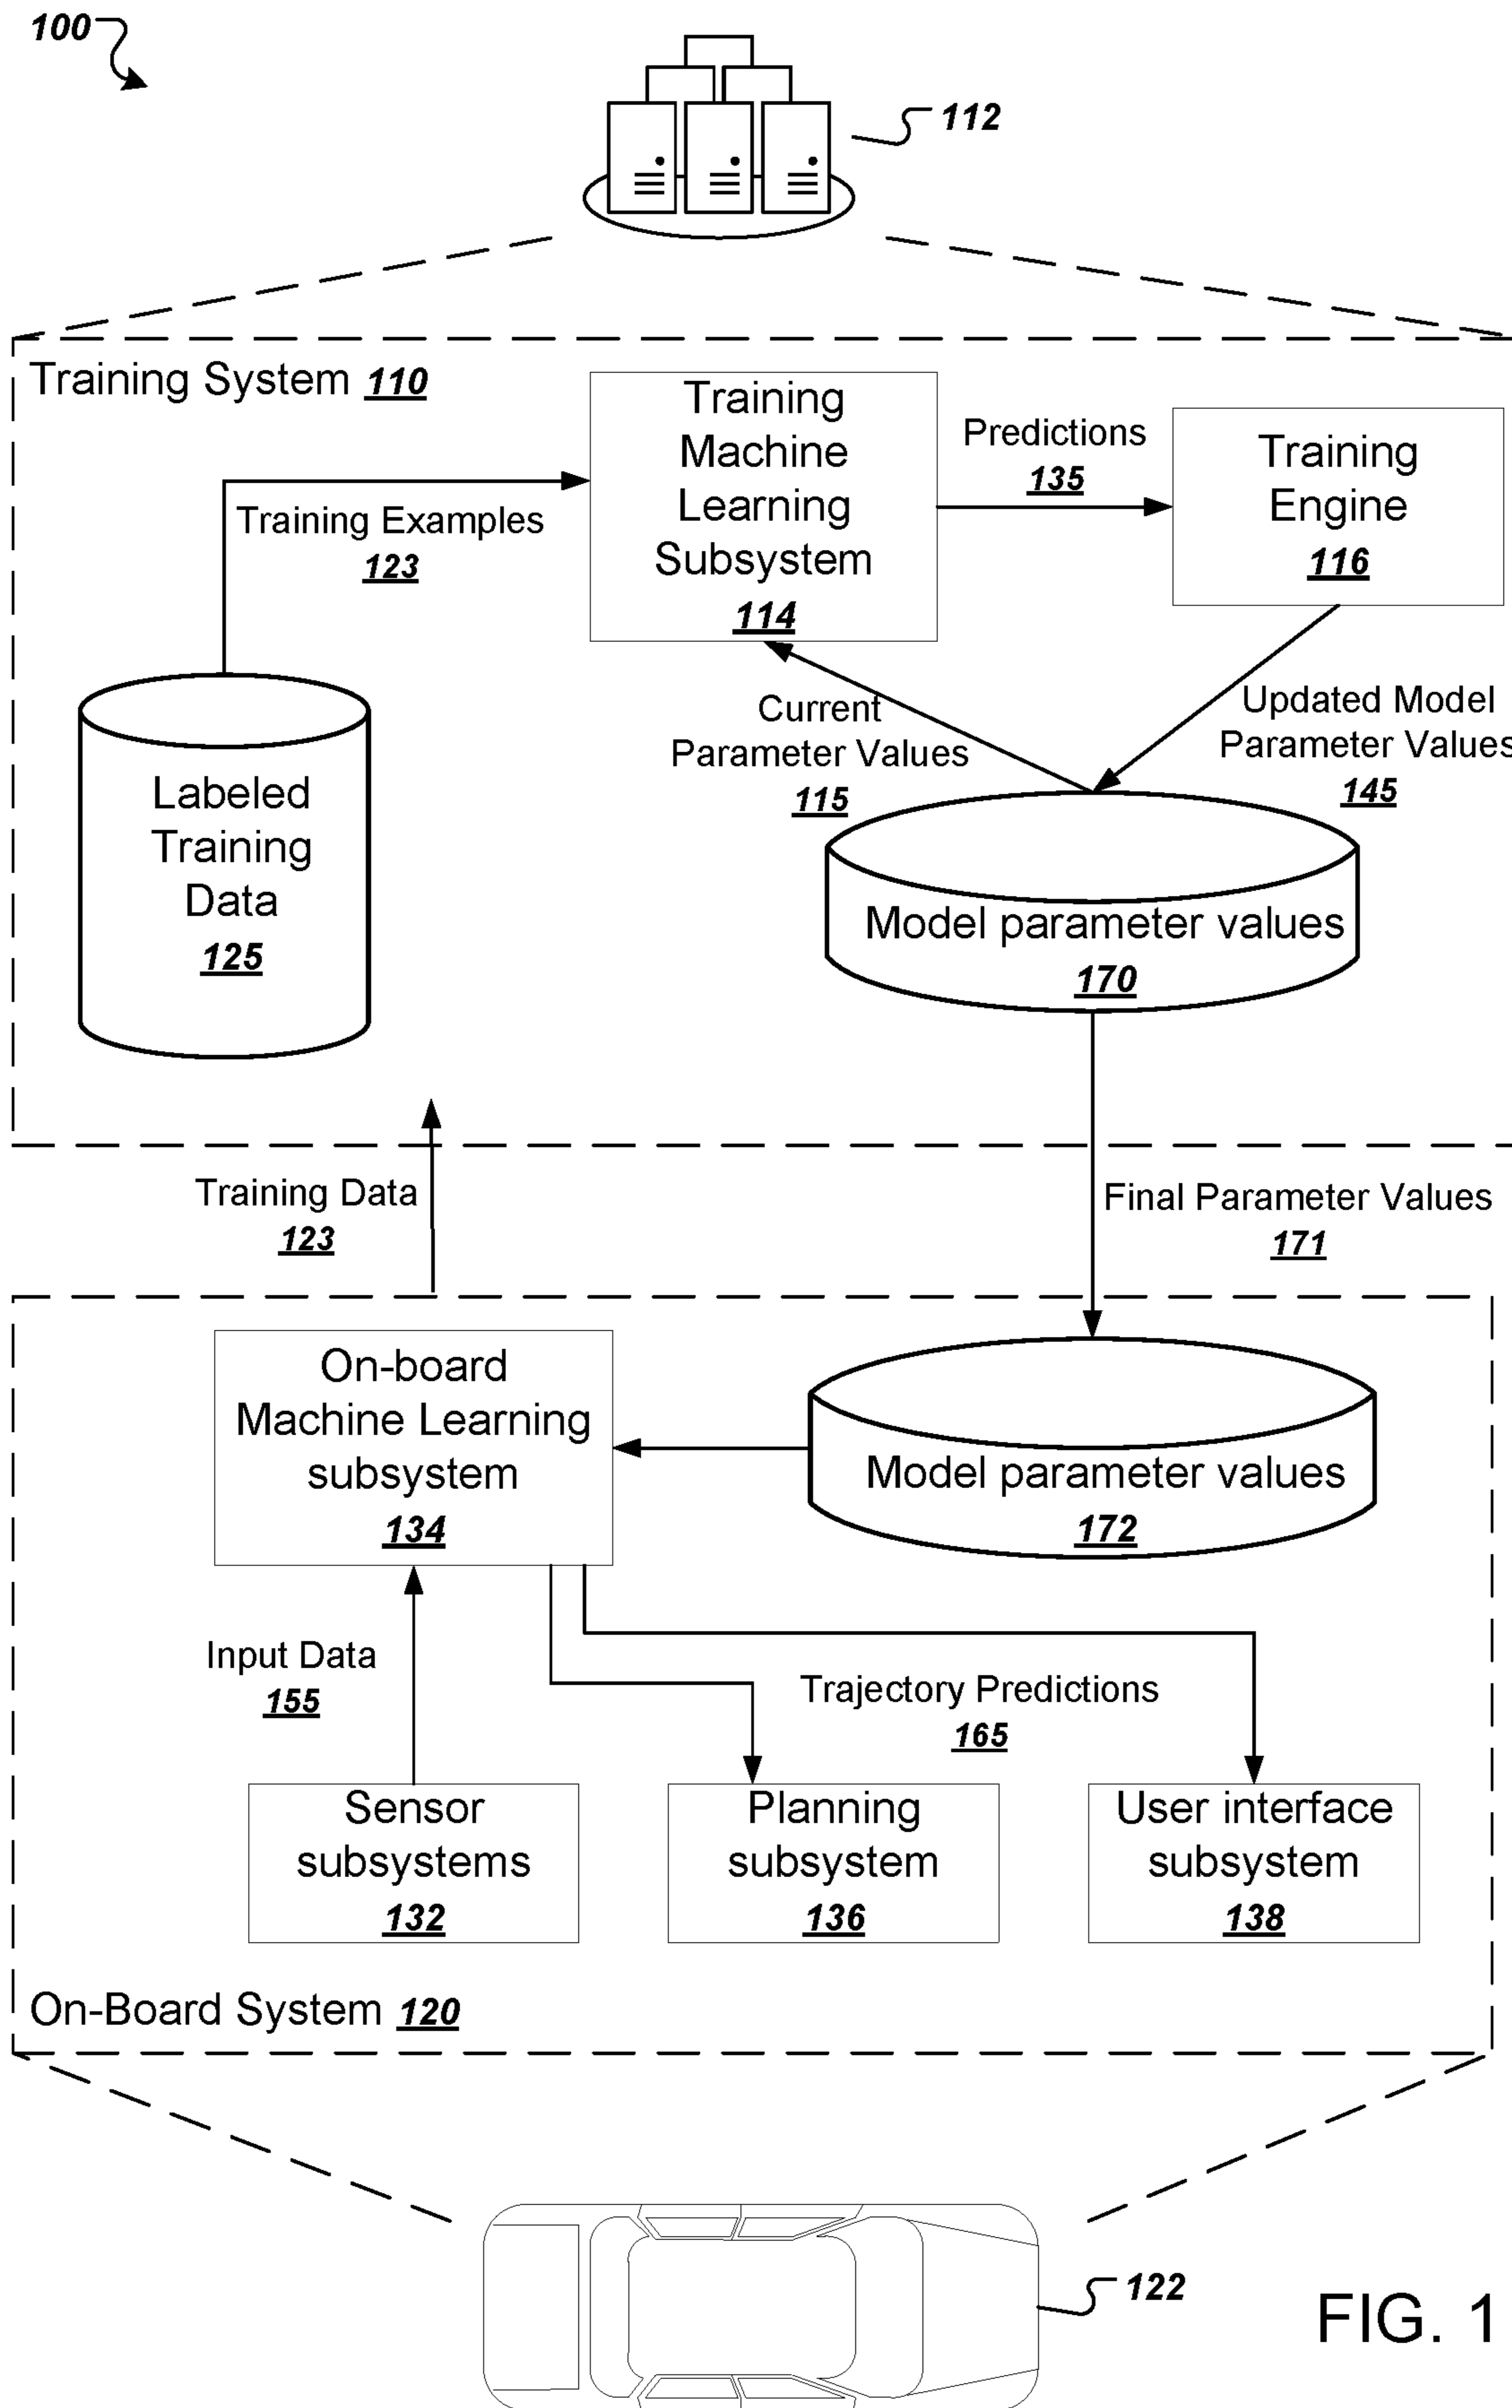 100
112
Training System 110
Training
Machine
Learning
Subsystem
114
Predictions
135
Training
Engine
116
Training Examples
123
Current
Parameter Values
115
Updated Model
Parameter Values
145
Labeled
Training
Data
125
Model parameter values
170
Training Data
123
Final Parameter Values
171
On-board
Machine Learning
subsystem
134
Model parameter values
172
Input Data
155
Trajectory Predictions
165
Sensor
subsystems
132
Planning
subsystem
136
User interface
subsystem
138
On-Board System 120
122
FIG. 1